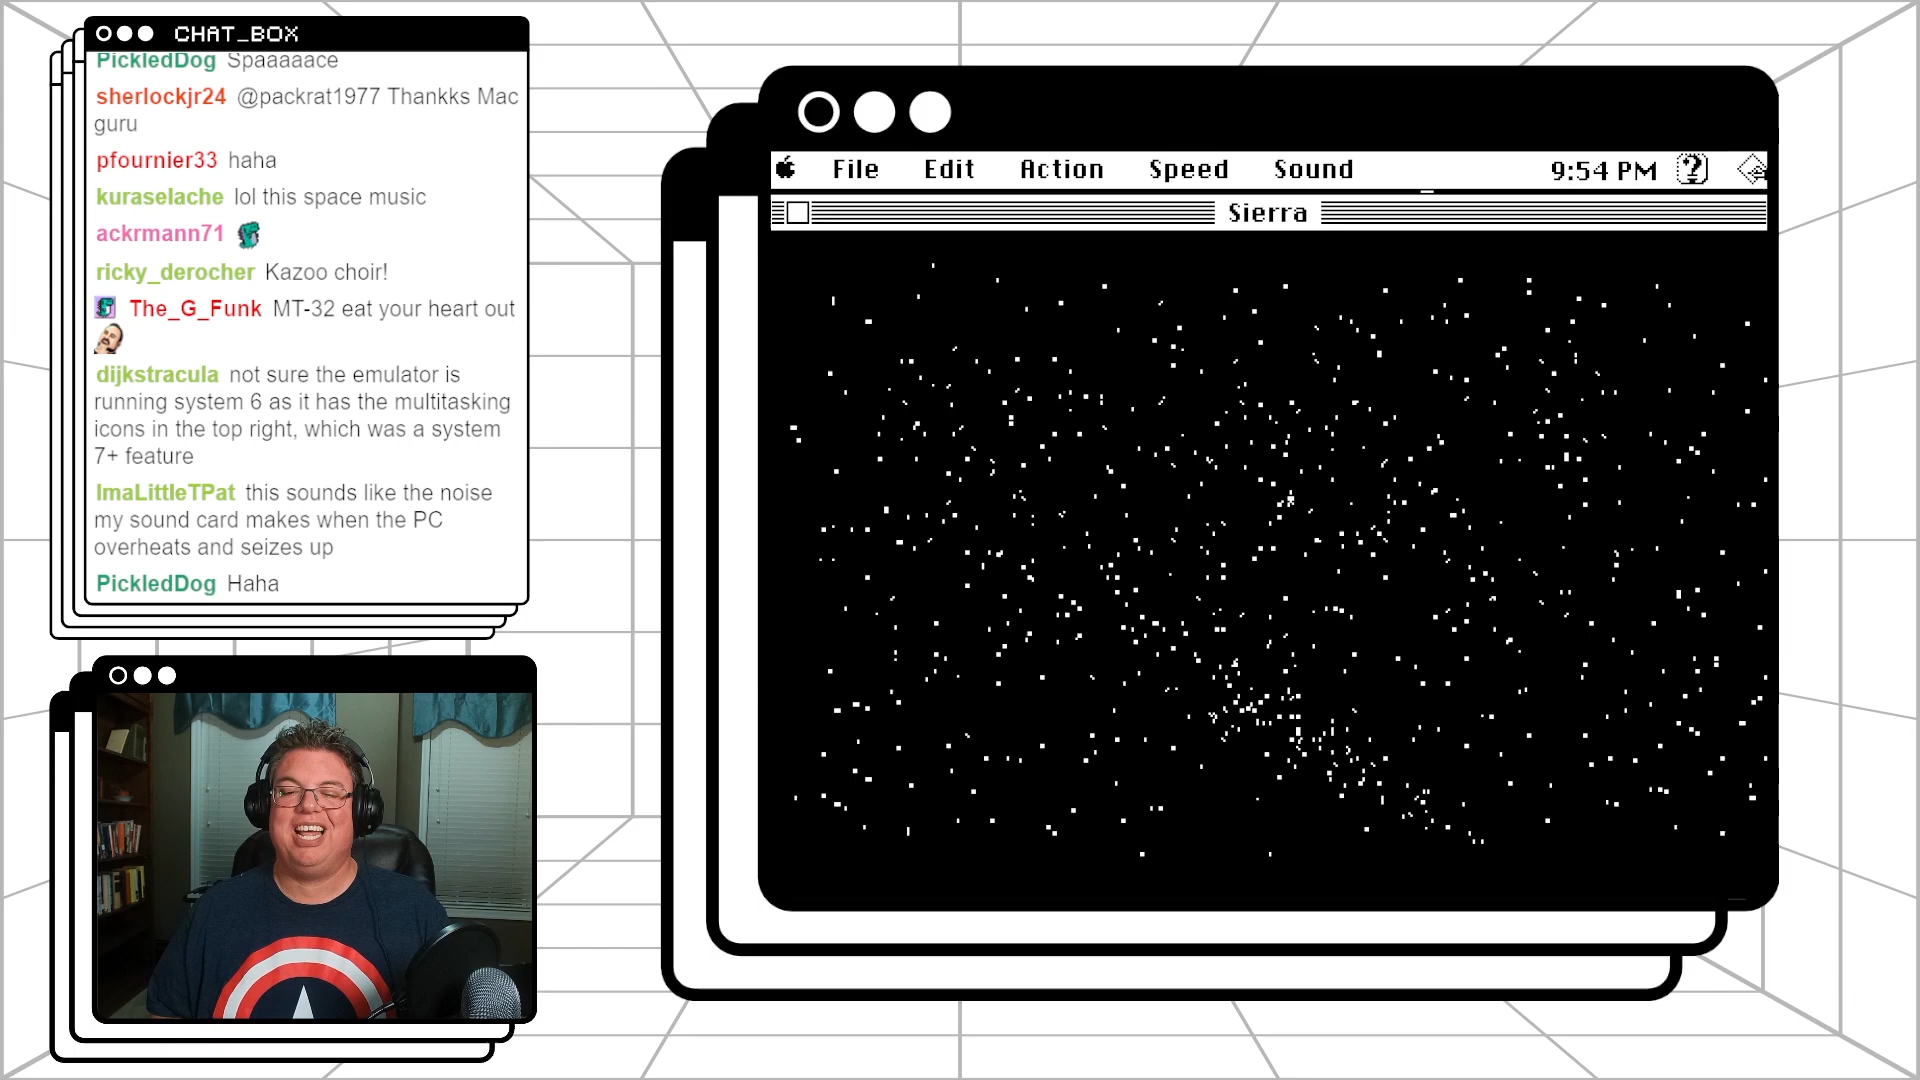 CHAT_BOX
PickledDog Spaaaaace
sherlockjr24 @packrat1977 Thankks Mac
guru
pfournier33 haha
kuraselache lol this space music
ackrmann71
ricky_derocher Kazoo choir!
The_G_Funk MT-32 eat your heart out
dijkstracula not sure the emulator is
running system 6 as it has the multitasking
icons in the top right, which was a system
7+ feature
ImaLittleTPat this sounds like the noise
my sound card makes when the PC
overheats and seizes up
PickledDog Haha
File Edit Action Speed Sound 9:54 PM ?
Sierra